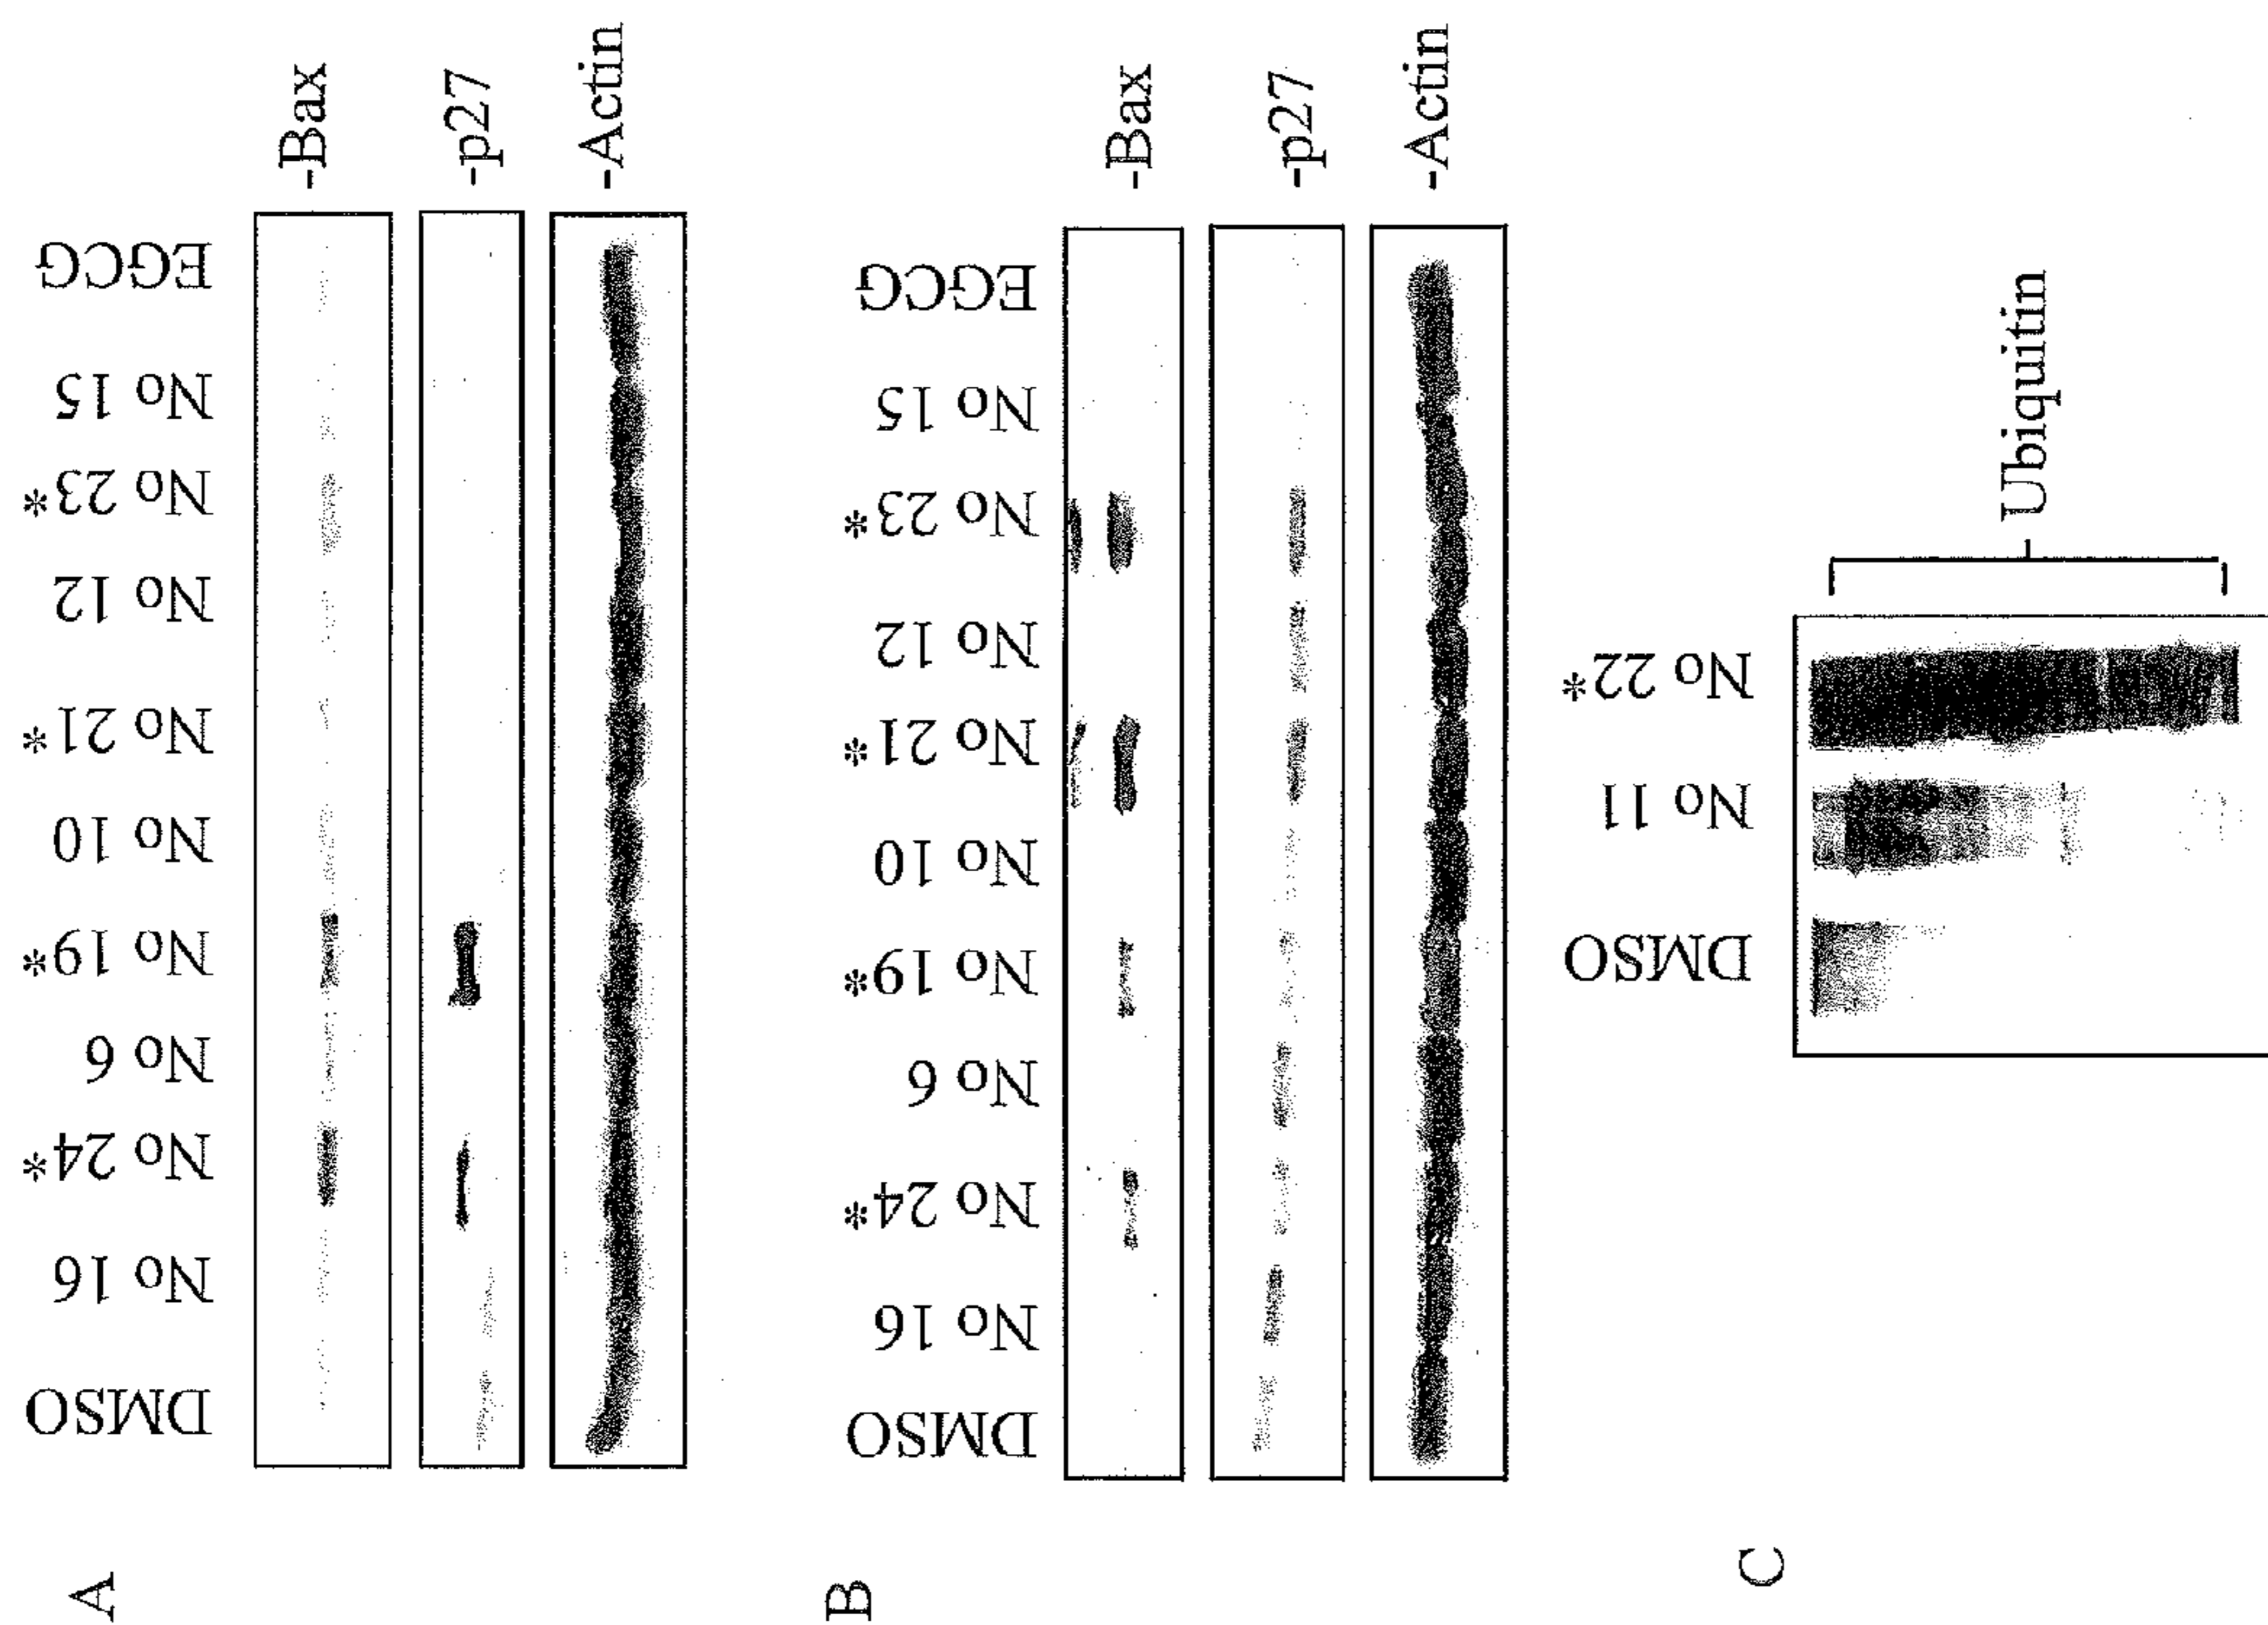 A
DMSO
No 16
No 24*
No 6
No 19*
No 10
No 21*
No 12
No 23*
No 15
EGCG
-Bax
-p27
-Actin
B
DMSO
No 16
No 24*
No 6
No 19*
No 10
No 21*
No 12
No 23*
No 15
EGCG
-Bax
-p27
-Actin
C
DMSO
No 11
No 22*
Ubiquitin